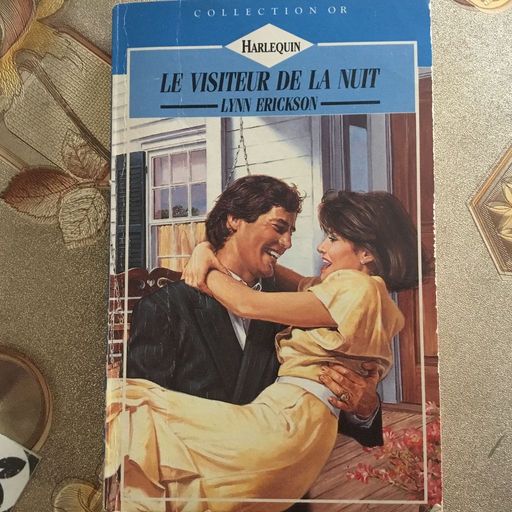 COLLECTION OR
HARLEQUIN
LE VISITEUR DE LA NUIT
LYNN ERICKSON